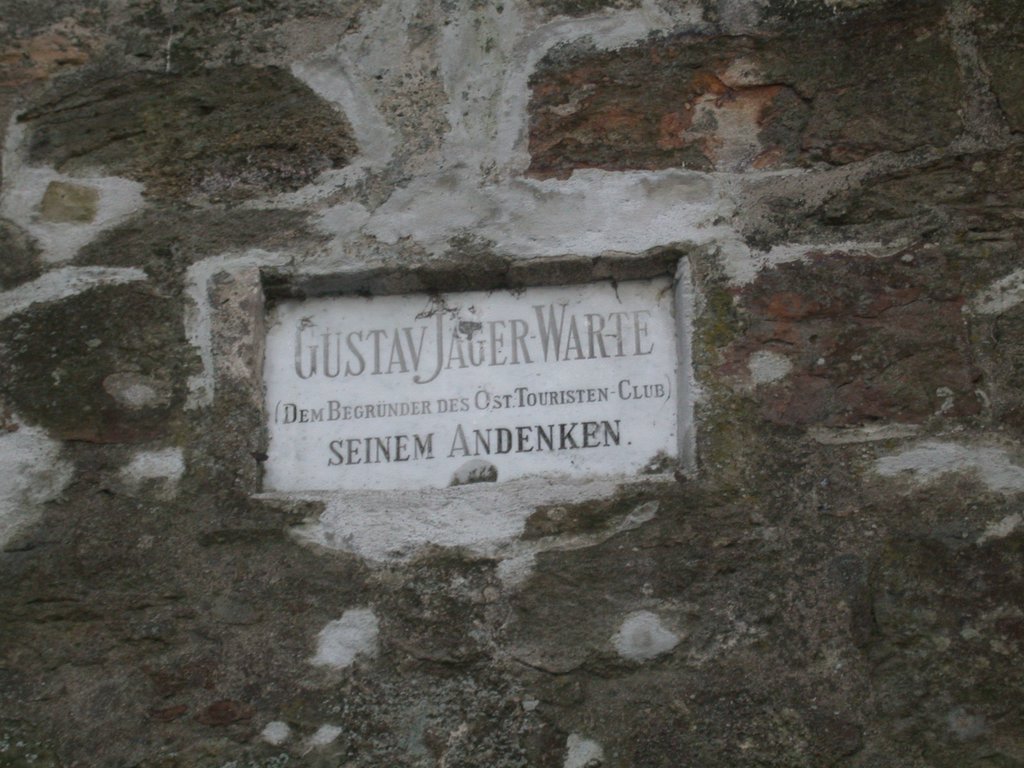 GUSTAV JÄGER-WARTE
(DEM BEGRÜNDER DES ÖST. TOURISTEN-CLUB)
SEINEM ANDENKEN.